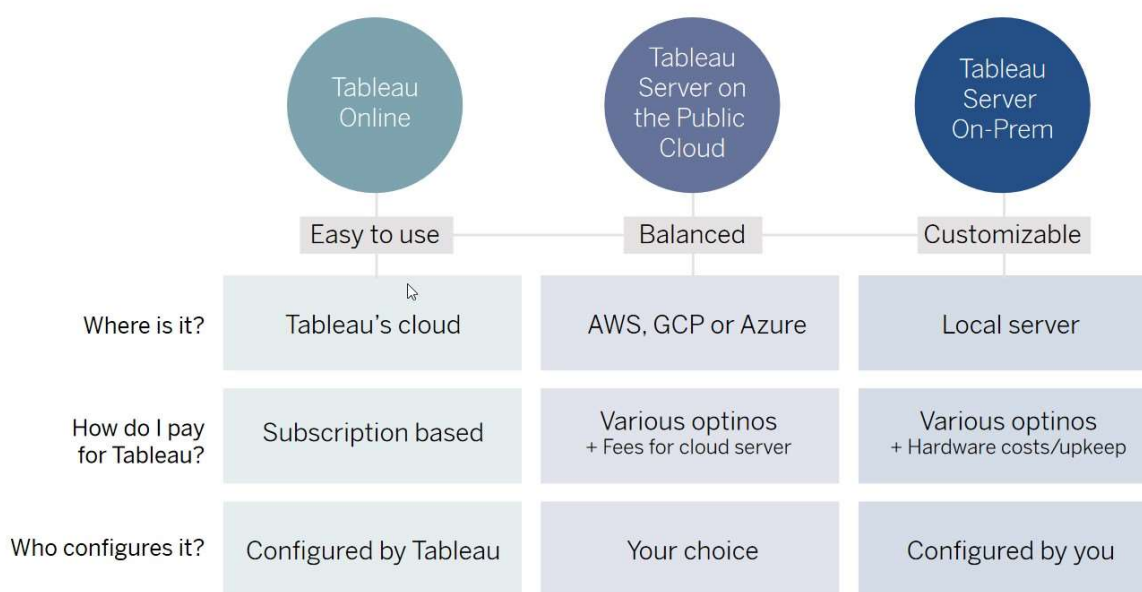 Tableau
Online
Tableau
Server on
the Public
Cloud
Tableau
Server
On-Prem
Easy to use
Balanced
Customizable
Where is it?
Tableau's cloud
AWS, GCP or Azure
Local server
How do I pay
for Tableau?
Subscription based
Various optinos
+ Fees for cloud server
Various optinos
+ Hardware costs/upkeep
Who configures it?
Configured by Tableau
Your choice
Configured by you